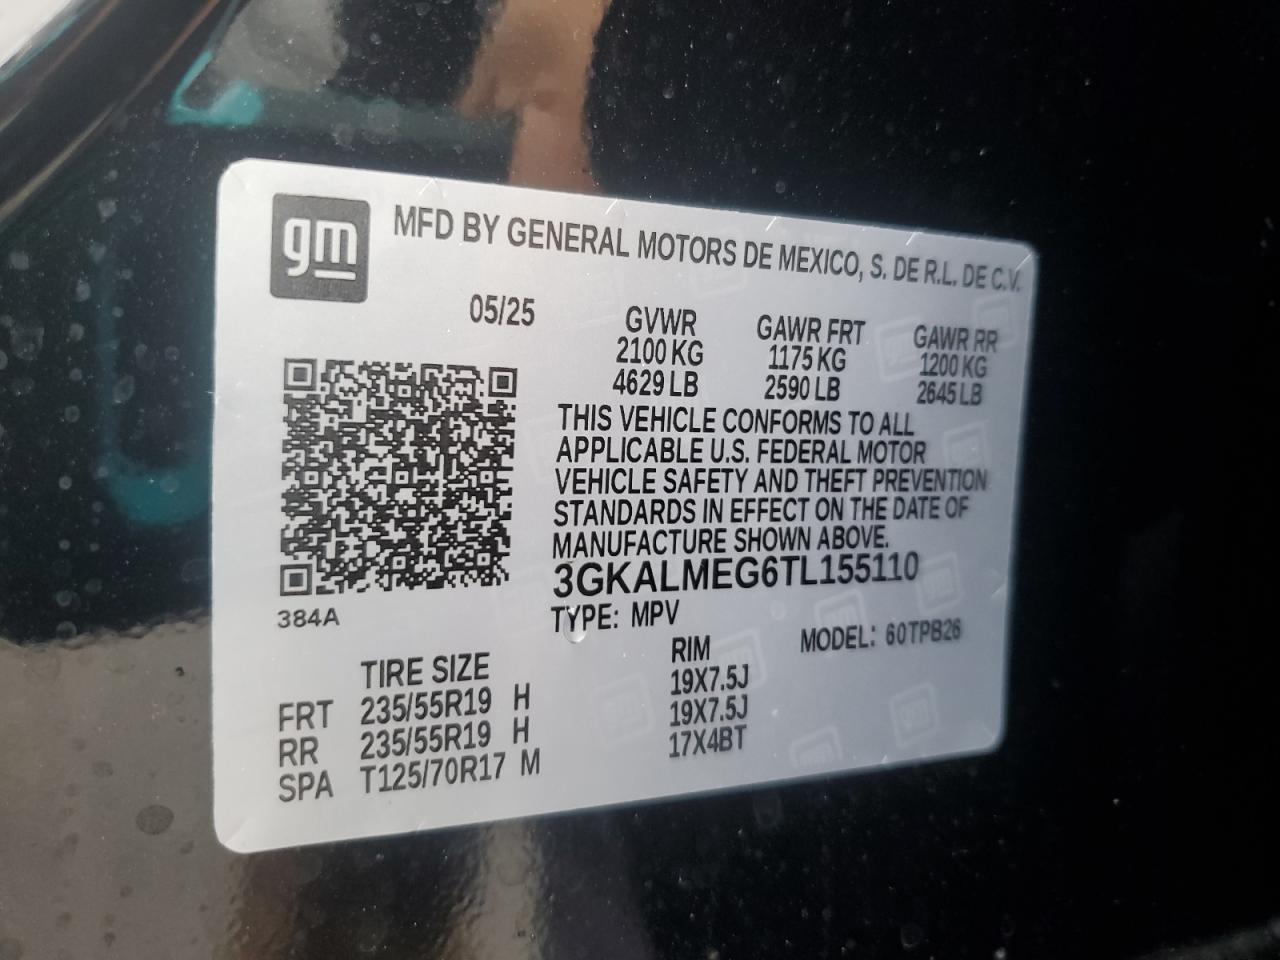 gm
MFD BY GENERAL MOTORS DE MEXICO, S. DE R.L. DE C.V.
05/25
GVWR GAWR FRT GAWR RR
2100 KG 1175 KG 1200 KG
4629 LB 2590 LB 2645 LB
THIS VEHICLE CONFORMS TO ALL
APPLICABLE U.S. FEDERAL MOTOR
VEHICLE SAFETY AND THEFT PREVENTION
STANDARDS IN EFFECT ON THE DATE OF
MANUFACTURE SHOWN ABOVE.
3GKALMEG6TL155110
384A
TYPE: MPV MODEL: 60TPB26
TIRE SIZE RIM
FRT 235/55R19 H 19X7.5J
RR 235/55R19 H 19X7.5J
SPA T125/70R17 M 17X4BT